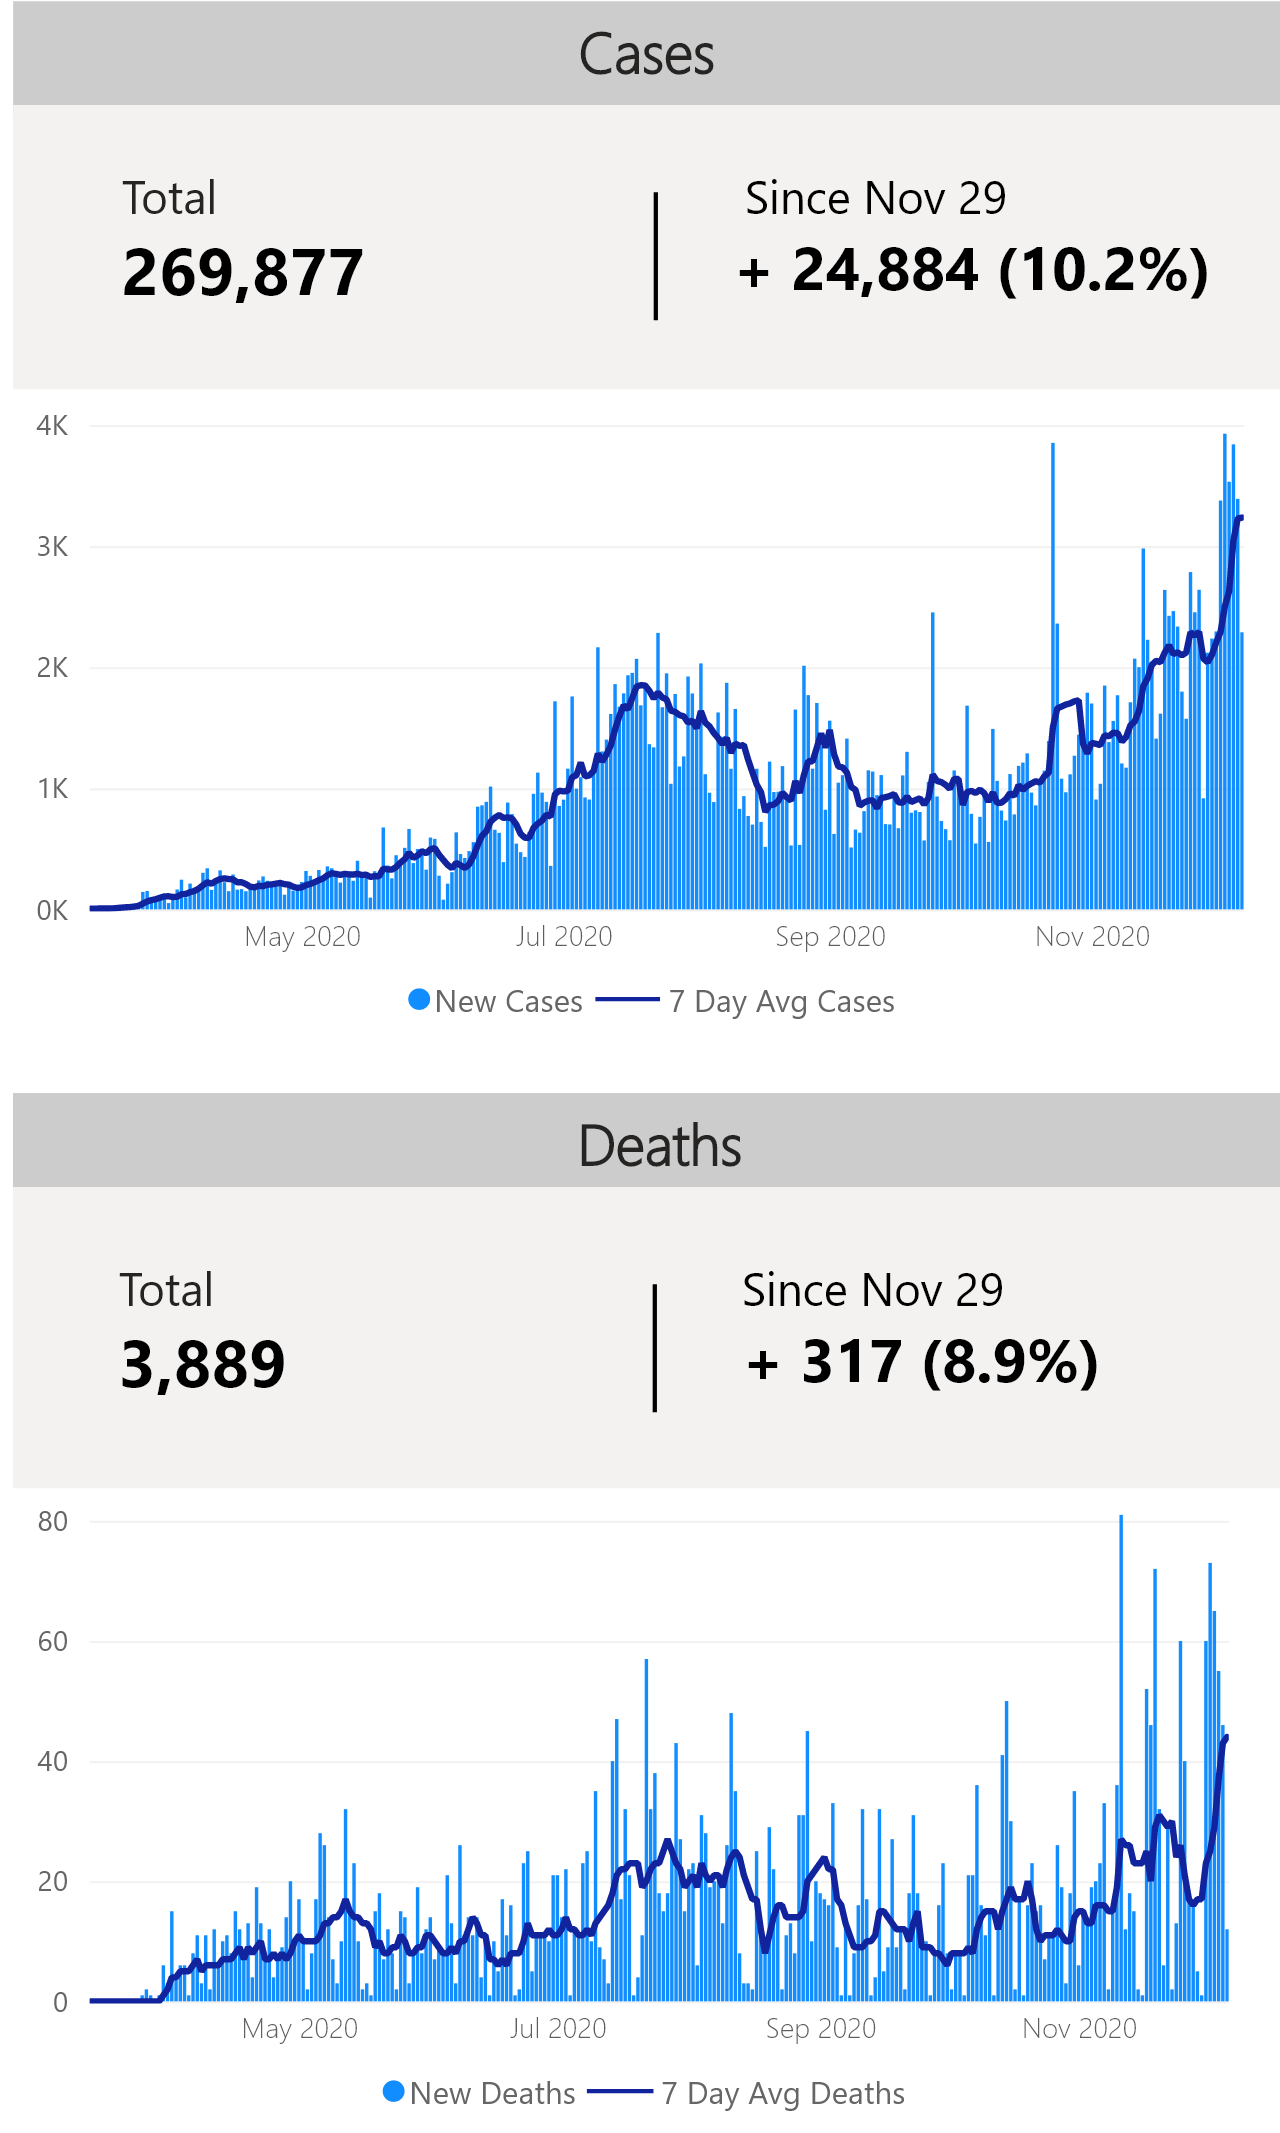 Cases
Total
Since Nov 29
269,877
+ 24,884 (10.2%)
4K
3K
2K
1K
0K
May 2020
Jul 2020
Sep 2020
Nov 2020
New Cases
7 Day Avg Cases
Deaths
Total
Since Nov 29
3,889
+ 317 (8.9%)
80
60
40
20
0
May 2020
Jul 2020
Sep 2020
Nov 2020
New Deaths
7 Day Avg Deaths